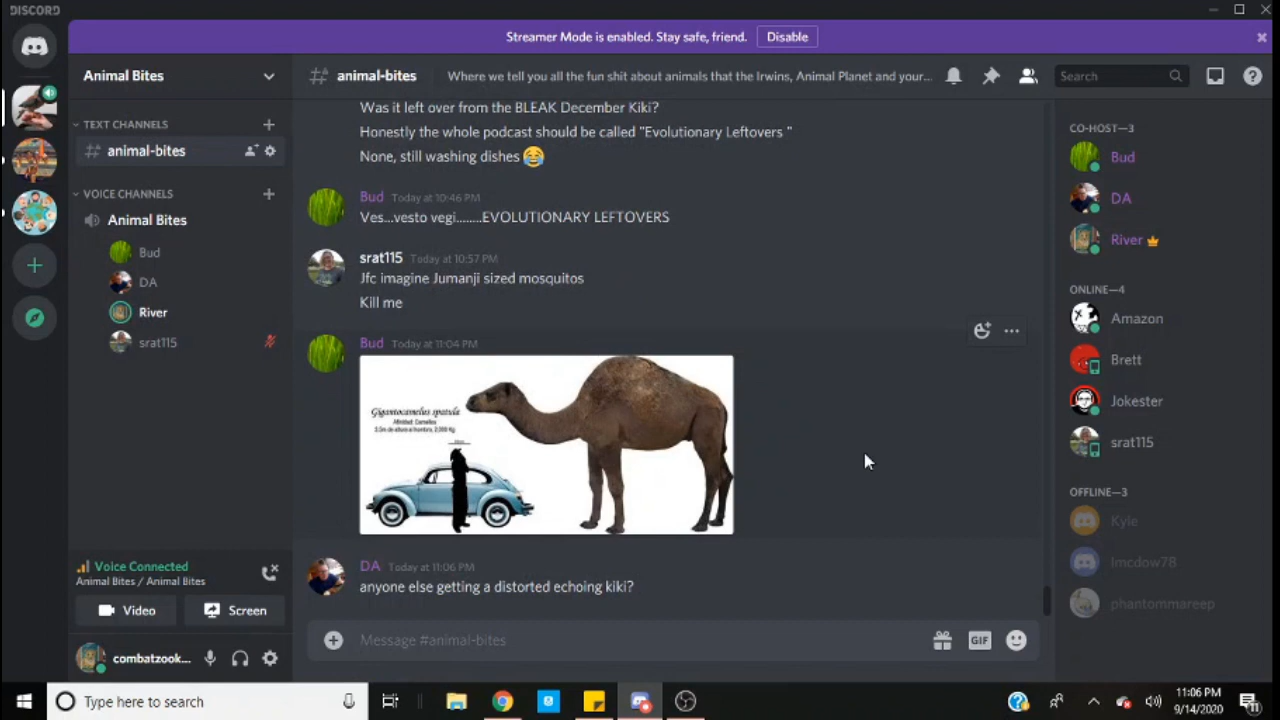 DISCORD
Streamer Mode is enabled. Stay safe, friend. Disable
Animal Bites
animal-bites
Where we tell you all the fun shit about animals that the Irwins, Animal Planet and your...
Search
TEXT CHANNELS
animal-bites
VOICE CHANNELS
Animal Bites
Bud
DA
River
srat115
Voice Connected
Animal Bites / Animal Bites
Video
Screen
combatzook...
Was it left over from the BLEAK December Kiki?
Honestly the whole podcast should be called "Evolutionary Leftovers "
None, still washing dishes 😂
Bud Today at 10:46 PM
Ves...vesto vegi........EVOLUTIONARY LEFTOVERS
srat115 Today at 10:57 PM
Jfc imagine Jumanji sized mosquitos
Kill me
Bud Today at 11:04 PM
Gigantocamelus spatula
DA Today at 11:06 PM
anyone else getting a distorted echoing kiki?
Message #animal-bites
GIF
CO-HOST—3
Bud
DA
River
ONLINE—4
Amazon
Brett
Jokester
srat115
OFFLINE—3
Kyle
lmcdow78
phantommareep
Type here to search
11:06 PM
9/14/2020
11